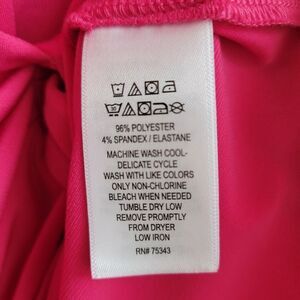 96% POLYESTER
4% SPANDEX / ELASTANE
MACHINE WASH COOL-
DELICATE CYCLE
WASH WITH LIKE COLORS
ONLY NON-CHLORINE
BLEACH WHEN NEEDED
TUMBLE DRY LOW
REMOVE PROMPTLY
FROM DRYER
LOW IRON
RN# 75343